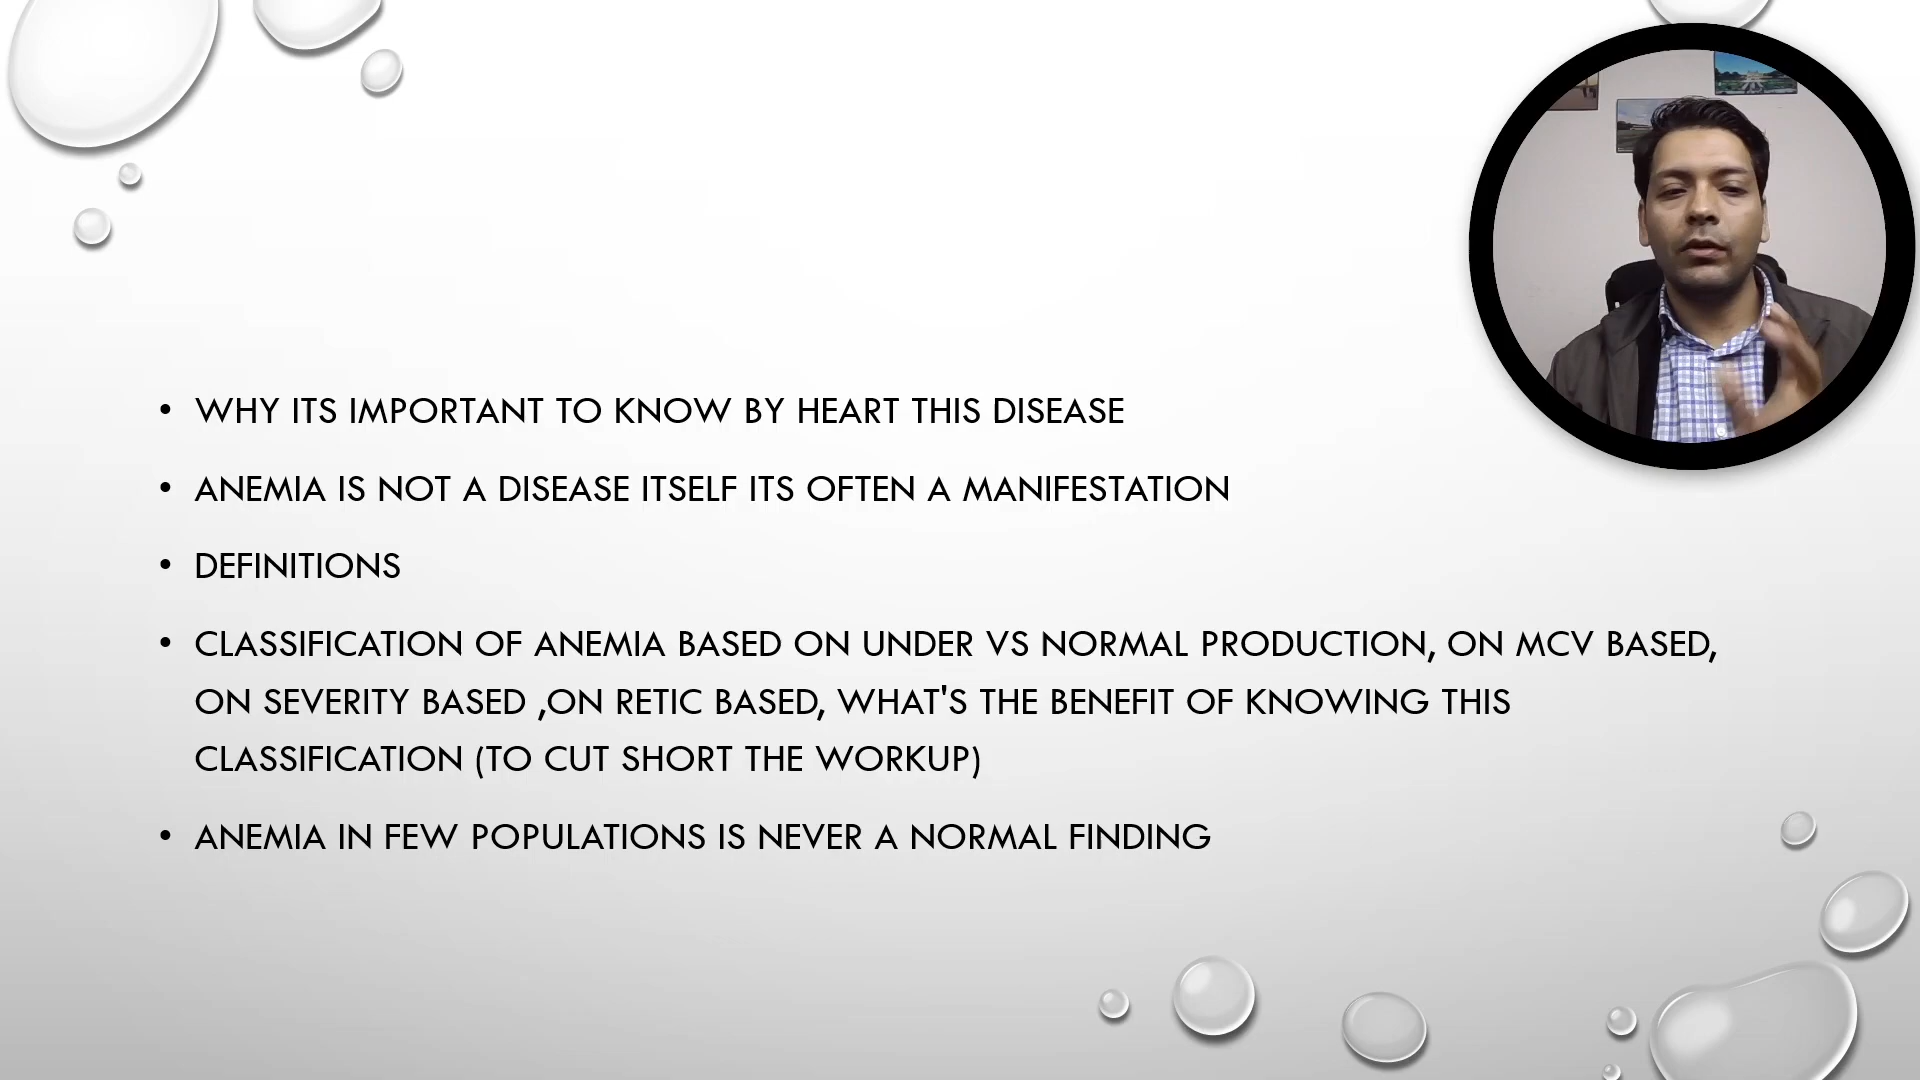 • WHY ITS IMPORTANT TO KNOW BY HEART THIS DISEASE
• ANEMIA IS NOT A DISEASE ITSELF ITS OFTEN A MANIFESTATION
• DEFINITIONS
• CLASSIFICATION OF ANEMIA BASED ON UNDER VS NORMAL PRODUCTION, ON MCV BASED,
ON SEVERITY BASED ,ON RETIC BASED, WHAT'S THE BENEFIT OF KNOWING THIS
CLASSIFICATION (TO CUT SHORT THE WORKUP)
• ANEMIA IN FEW POPULATIONS IS NEVER A NORMAL FINDING